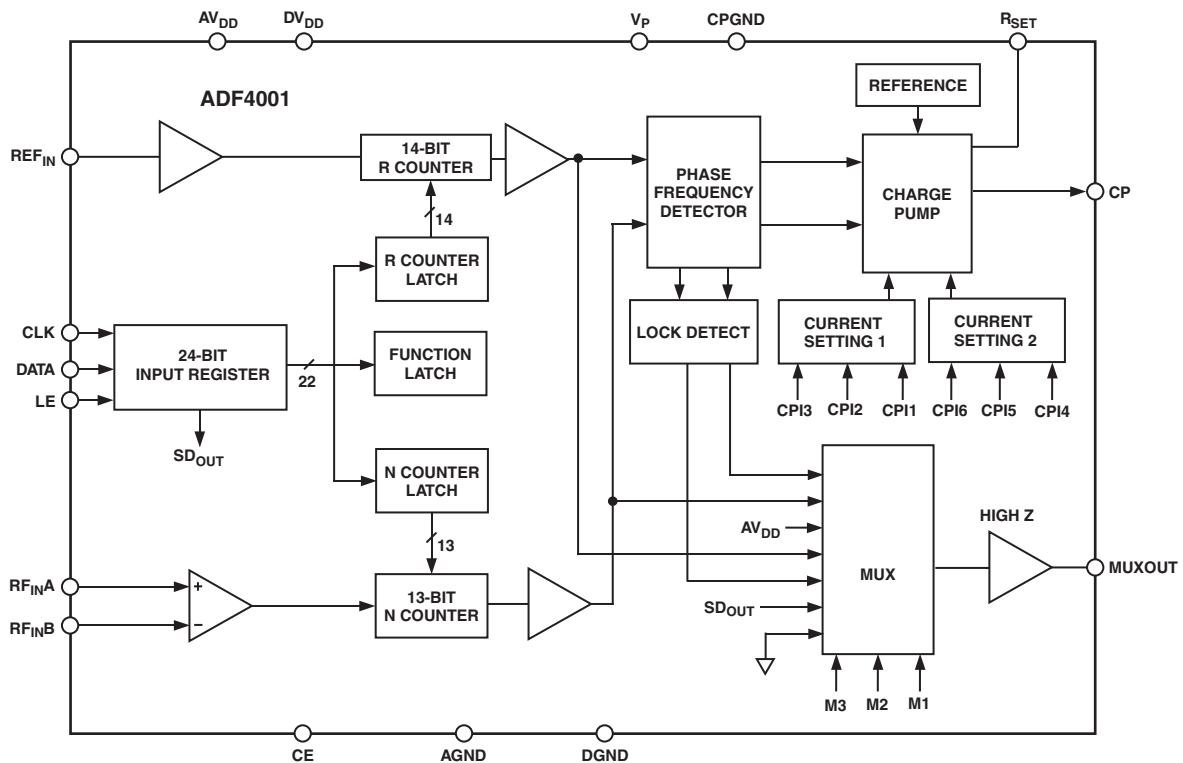 AVDD
DVDD
VP
CPGND
RSET
ADF4001
REFERENCE
REFIN
14-BIT
R COUNTER
PHASE
FREQUENCY
DETECTOR
CHARGE
PUMP
CP
14
R COUNTER
LATCH
CLK
DATA
LE
24-BIT
INPUT REGISTER
22
FUNCTION
LATCH
LOCK DETECT
CURRENT
SETTING 1
CURRENT
SETTING 2
CPI3
CPI2
CPI1
CPI6
CPI5
CPI4
SDOUT
N COUNTER
LATCH
13
AVDD
HIGH Z
MUX
MUXOUT
RFINA
RFINB
+
–
13-BIT
N COUNTER
SDOUT
M3
M2
M1
CE
AGND
DGND